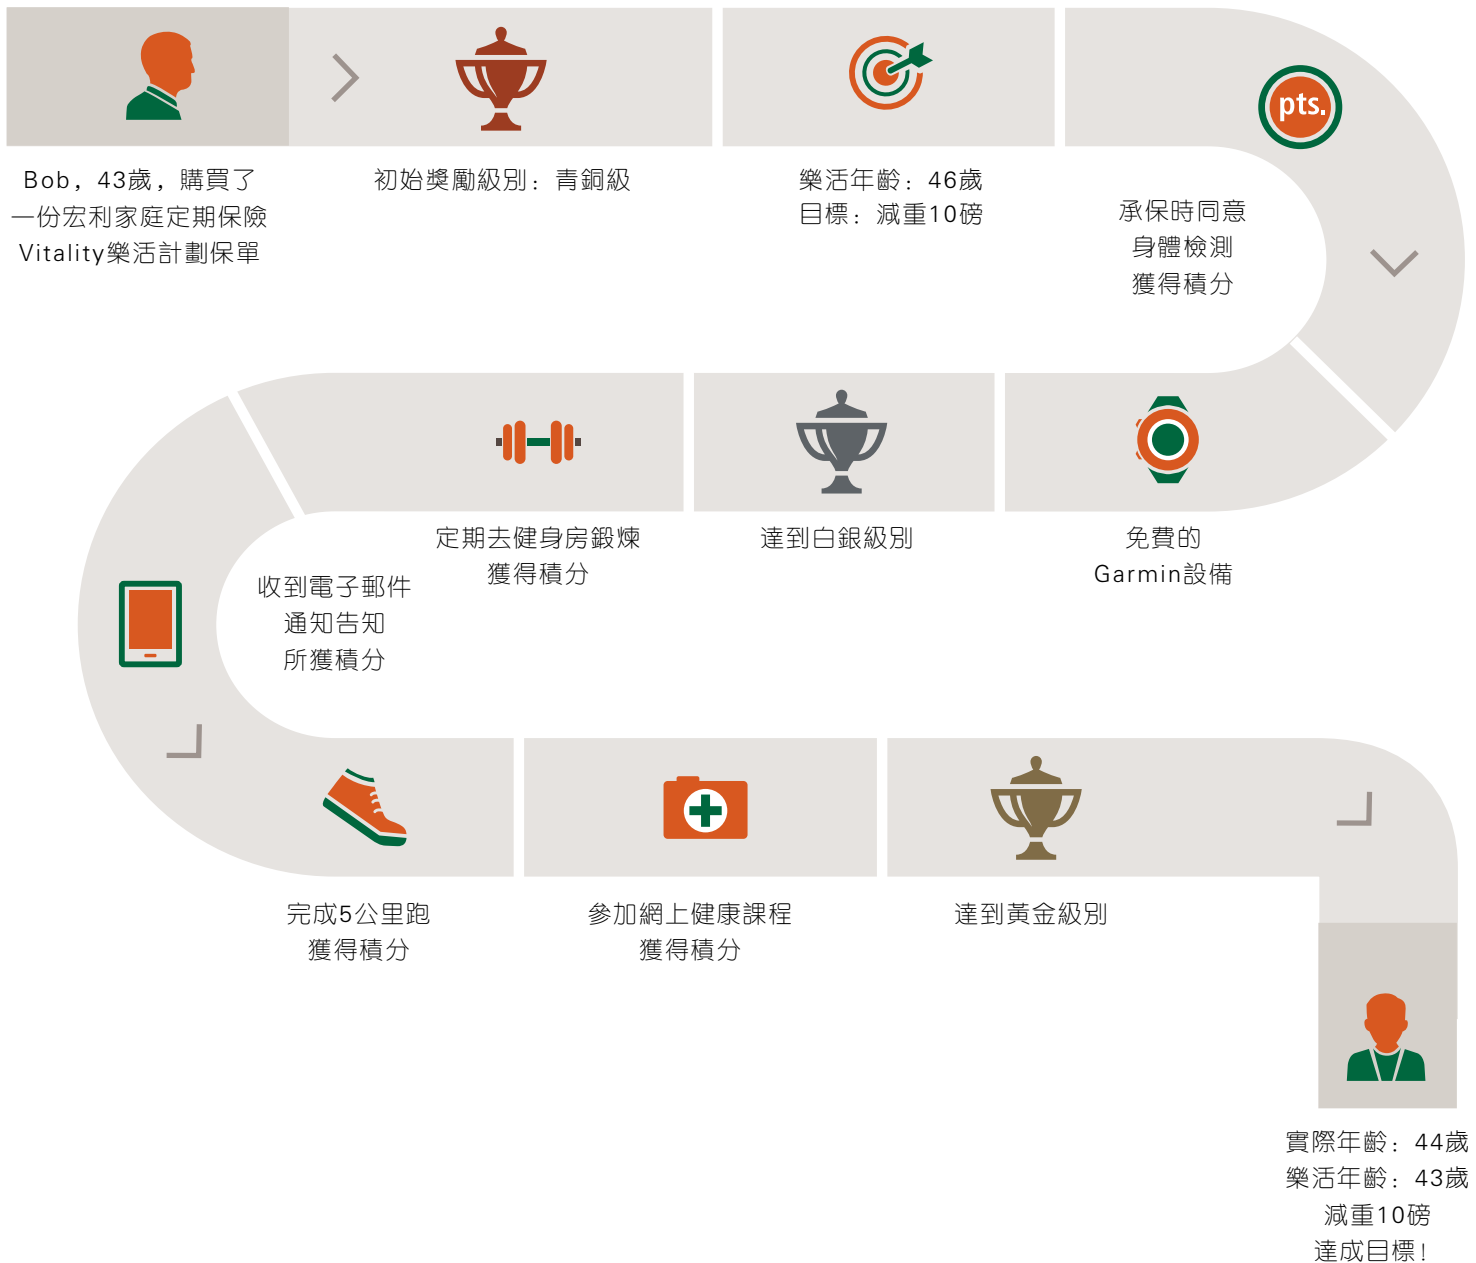 Bob，43歲，購買了
一份宏利家庭定期保險
Vitality樂活計劃保單
初始獎勵級別：青銅級
樂活年齡：46歲
目標：減重10磅
pts.
承保時同意
身體檢測
獲得積分
免費的
Garmin設備
達到白銀級別
定期去健身房鍛煉
獲得積分
收到電子郵件
通知告知
所獲積分
完成5公里跑
獲得積分
參加網上健康課程
獲得積分
達到黃金級別
實際年齡：44歲
樂活年齡：43歲
減重10磅
達成目標！